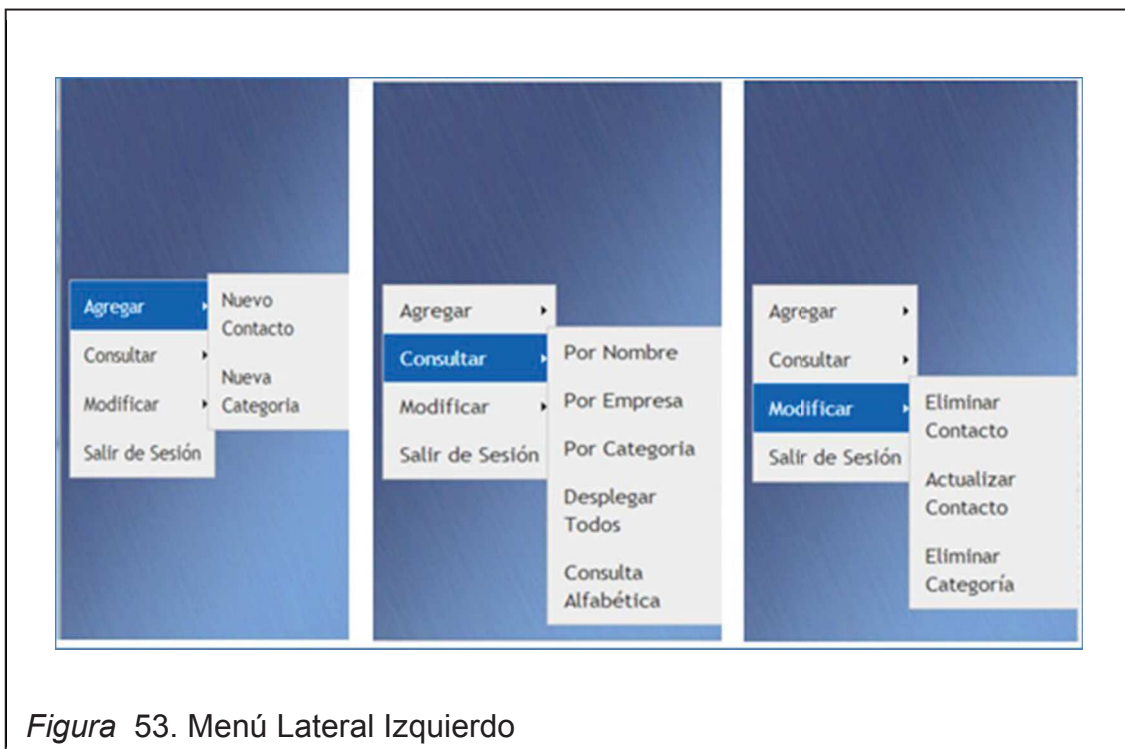 Agregar
Consultar
Modificar
Salir de Sesión
Nuevo
Contacto
Nueva
Categoria
Agregar
Consultar
Modificar
Salir de Sesión
Por Nombre
Por Empresa
Por Categoria
Desplegar
Todos
Consulta
Alfabética
Agregar
Consultar
Modificar
Salir de Sesión
Eliminar
Contacto
Actualizar
Contacto
Eliminar
Categoría
Figura 53. Menú Lateral Izquierdo